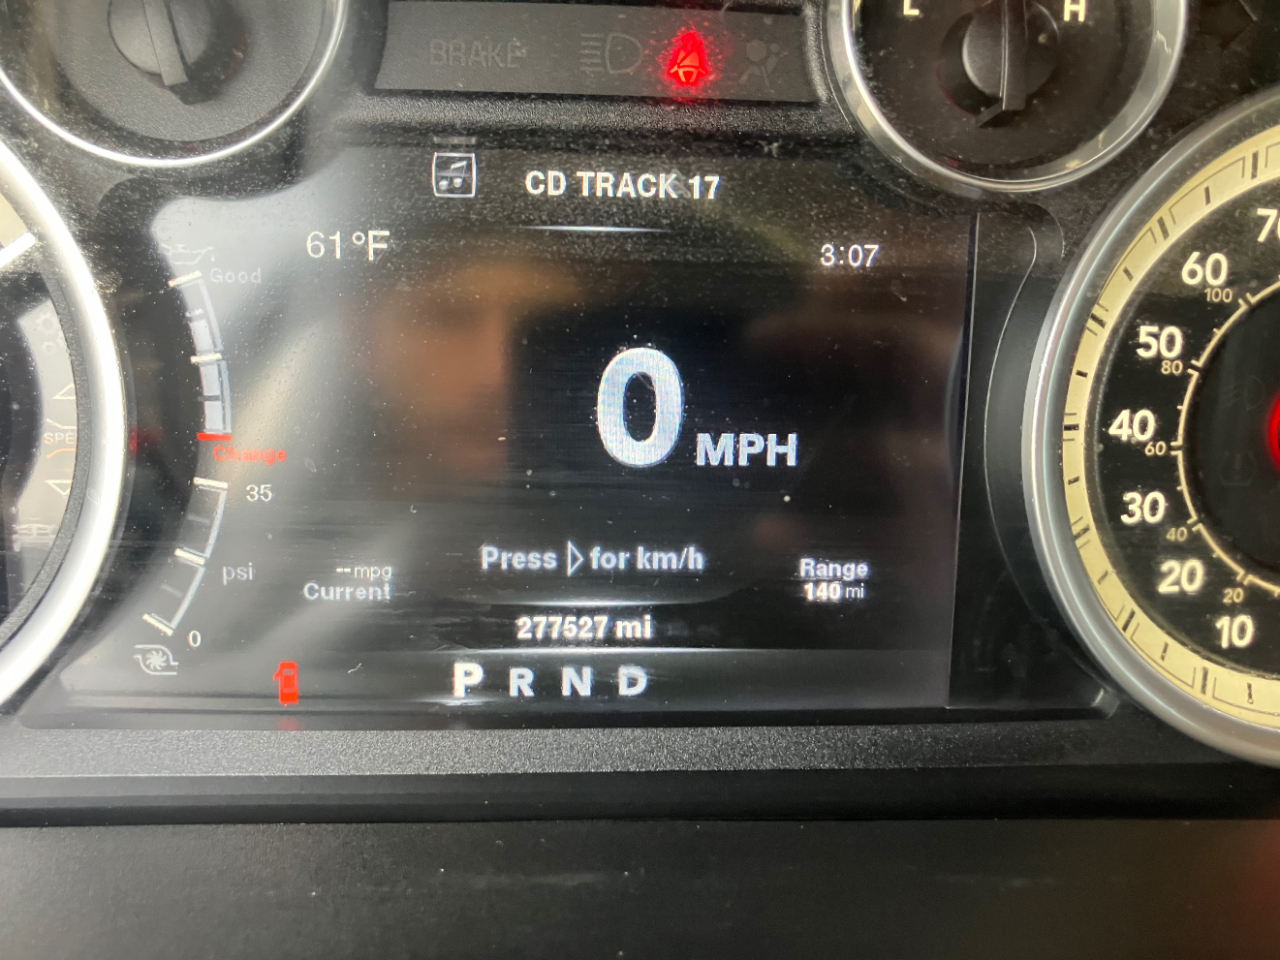 BRAKE
L H
CD TRACK 17
61°F
3:07
Good
Change
35
psi
0
0 MPH
Press ▷ for km/h
--mpg
Current
Range
140 mi
277527 mi
P R N D
70
60
100
50
80
40
60
30
40
20
20
10